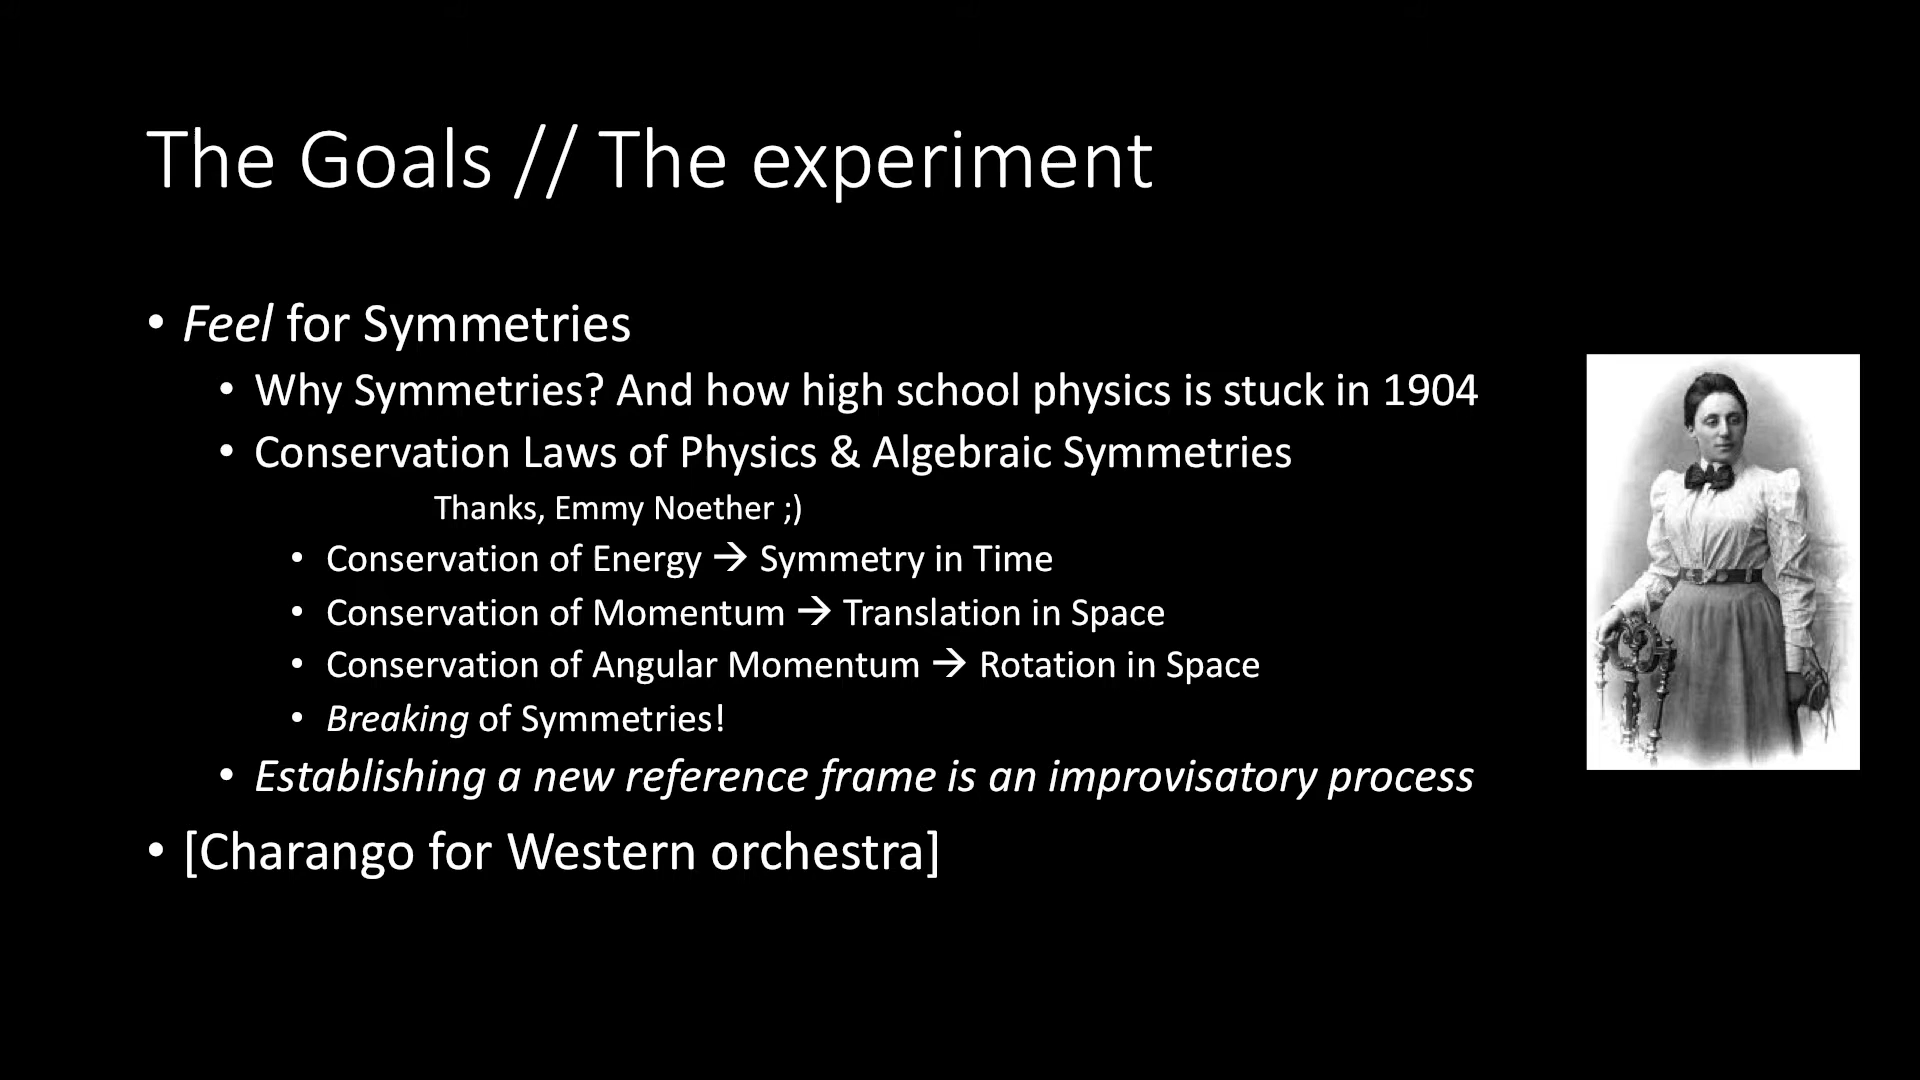 The Goals // The experiment
• Feel for Symmetries
• Why Symmetries? And how high school physics is stuck in 1904
• Conservation Laws of Physics & Algebraic Symmetries
Thanks, Emmy Noether ;)
• Conservation of Energy → Symmetry in Time
• Conservation of Momentum → Translation in Space
• Conservation of Angular Momentum → Rotation in Space
• Breaking of Symmetries!
• Establishing a new reference frame is an improvisatory process
• [Charango for Western orchestra]